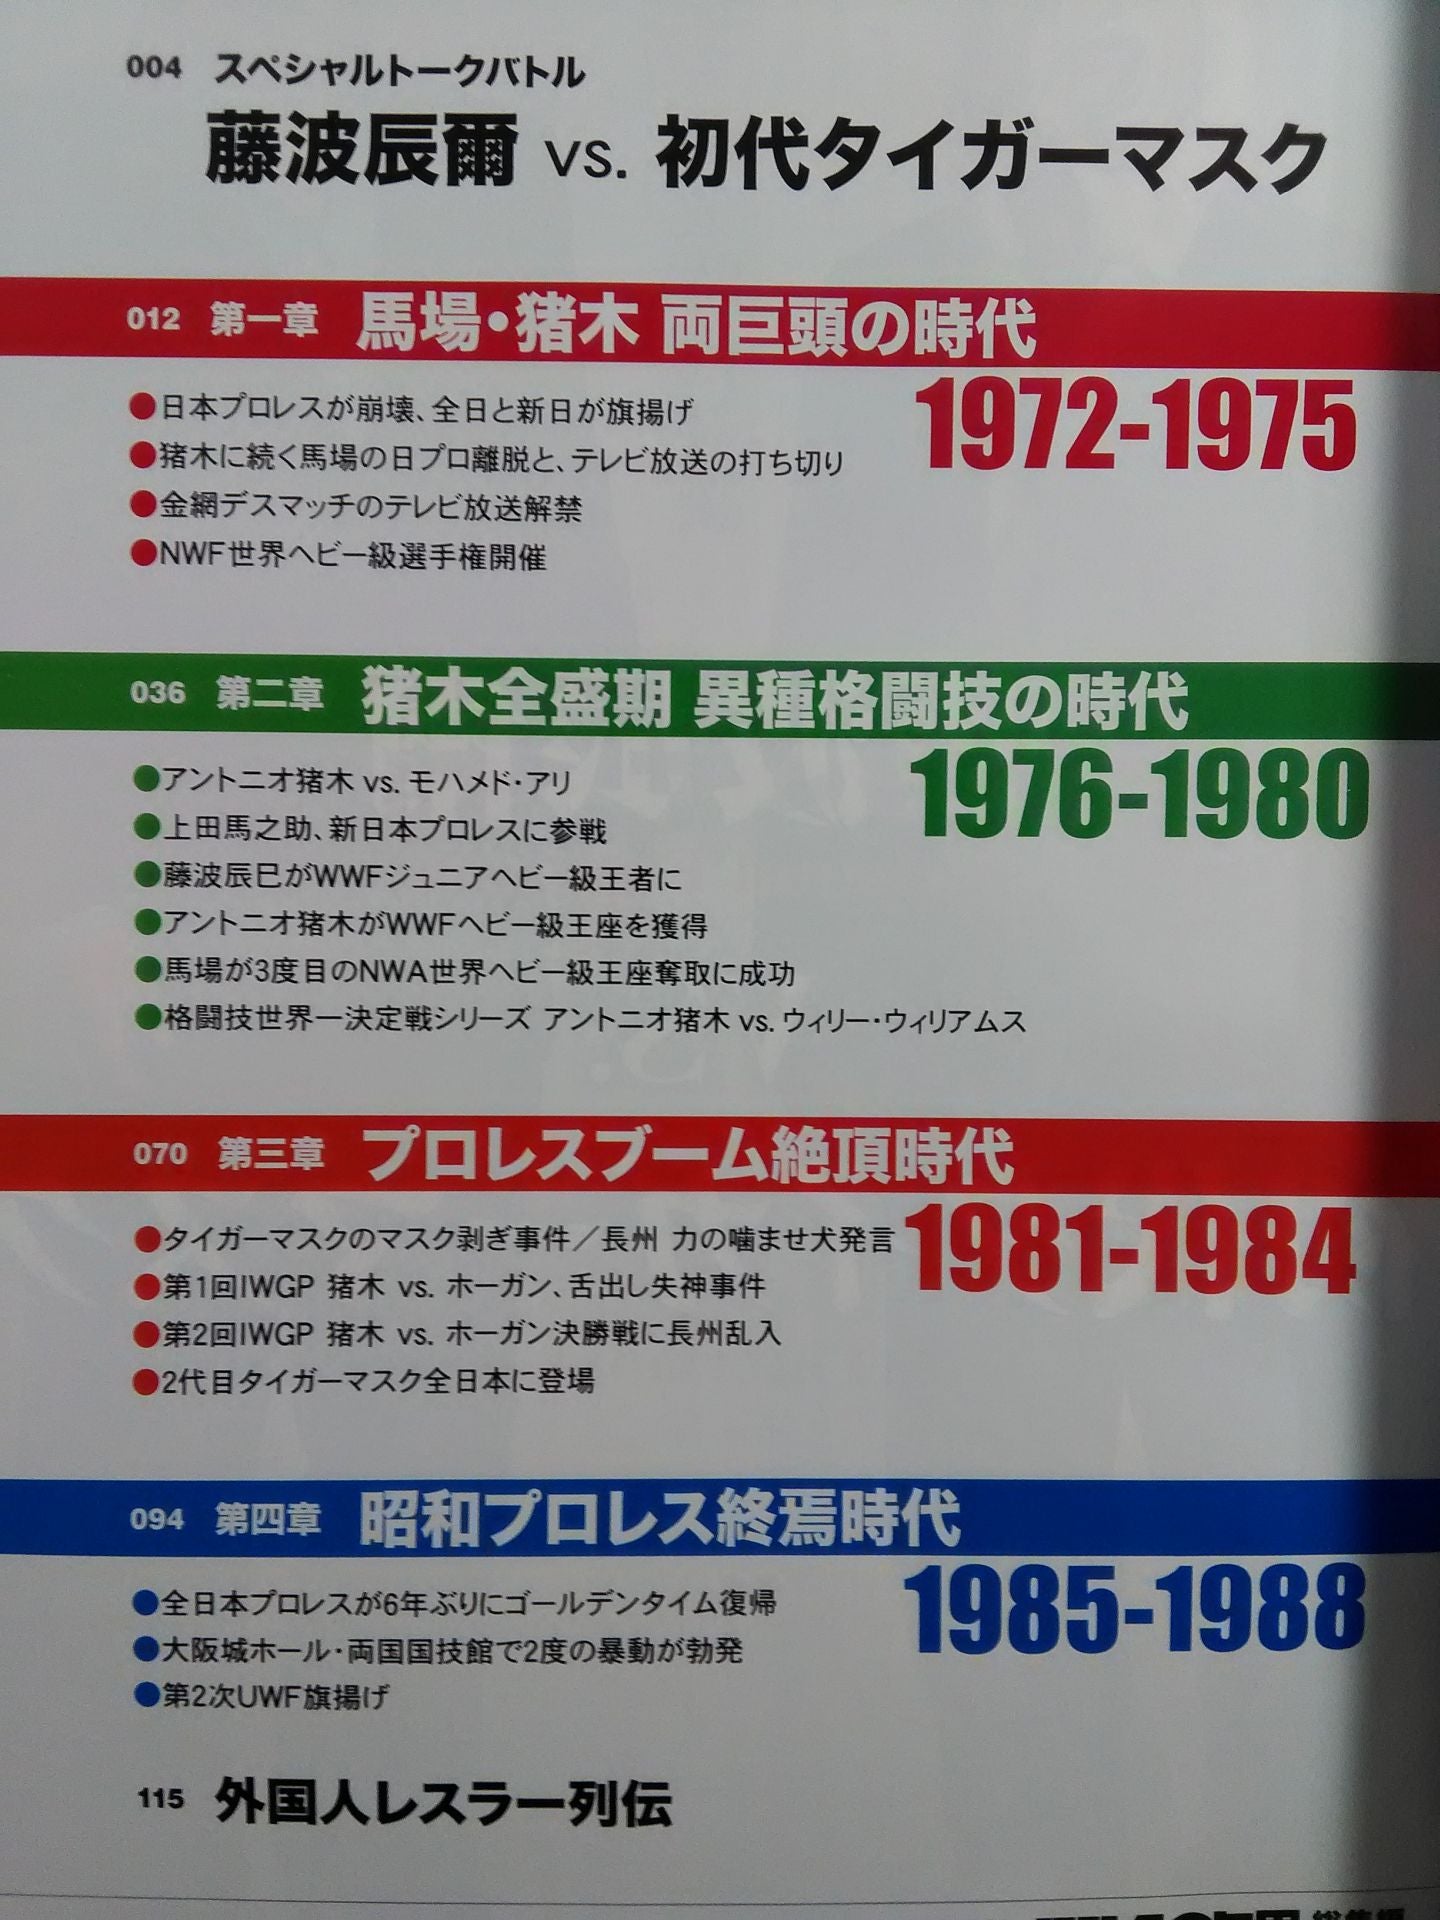 004 スペシャルトークバトル
藤波辰爾 vs. 初代タイガーマスク
012 第一章 馬場・猪木 両巨頭の時代
1972-1975
●日本プロレスが崩壊、全日と新日が旗揚げ
●猪木に続く馬場の日プロ離脱と、テレビ放送の打ち切り
●金網デスマッチのテレビ放送解禁
●NWF世界ヘビー級選手権開催
036 第二章 猪木全盛期 異種格闘技の時代
1976-1980
●アントニオ猪木 vs. モハメド・アリ
●上田馬之助、新日本プロレスに参戦
●藤波辰巳がWWFジュニアヘビー級王者に
●アントニオ猪木がWWFヘビー級王座を獲得
●馬場が3度目のNWA世界ヘビー級王座奪取に成功
●格闘技世界一決定戦シリーズ アントニオ猪木 vs. ウィリー・ウィリアムス
070 第三章 プロレスブーム絶頂時代
1981-1984
●タイガーマスクのマスク剥ぎ事件／長州 力の噛ませ犬発言
●第1回IWGP 猪木 vs. ホーガン、舌出し失神事件
●第2回IWGP 猪木 vs. ホーガン決勝戦に長州乱入
●2代目タイガーマスク全日本に登場
094 第四章 昭和プロレス終焉時代
1985-1988
●全日本プロレスが6年ぶりにゴールデンタイム復帰
●大阪城ホール・両国国技館で2度の暴動が勃発
●第2次UWF旗揚げ
115 外国人レスラー列伝